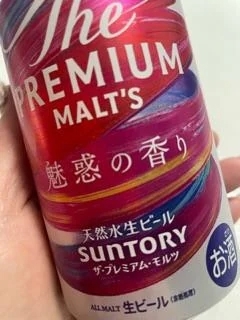 The
PREMIUM
MALT'S
魅惑の香り
天然水生ビール
SUNTORY
ザ・プレミアム・モルツ
お酒
ALL MALT 生ビール(非熱処理)